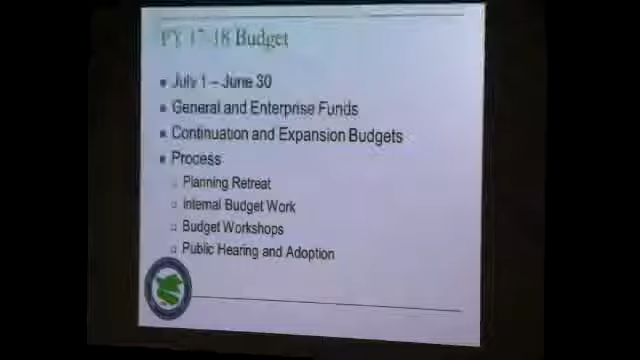 FY 17-18 Budget
July 1 – June 30
General and Enterprise Funds
Continuation and Expansion Budgets
Process
Planning Retreat
Internal Budget Work
Budget Workshops
Public Hearing and Adoption